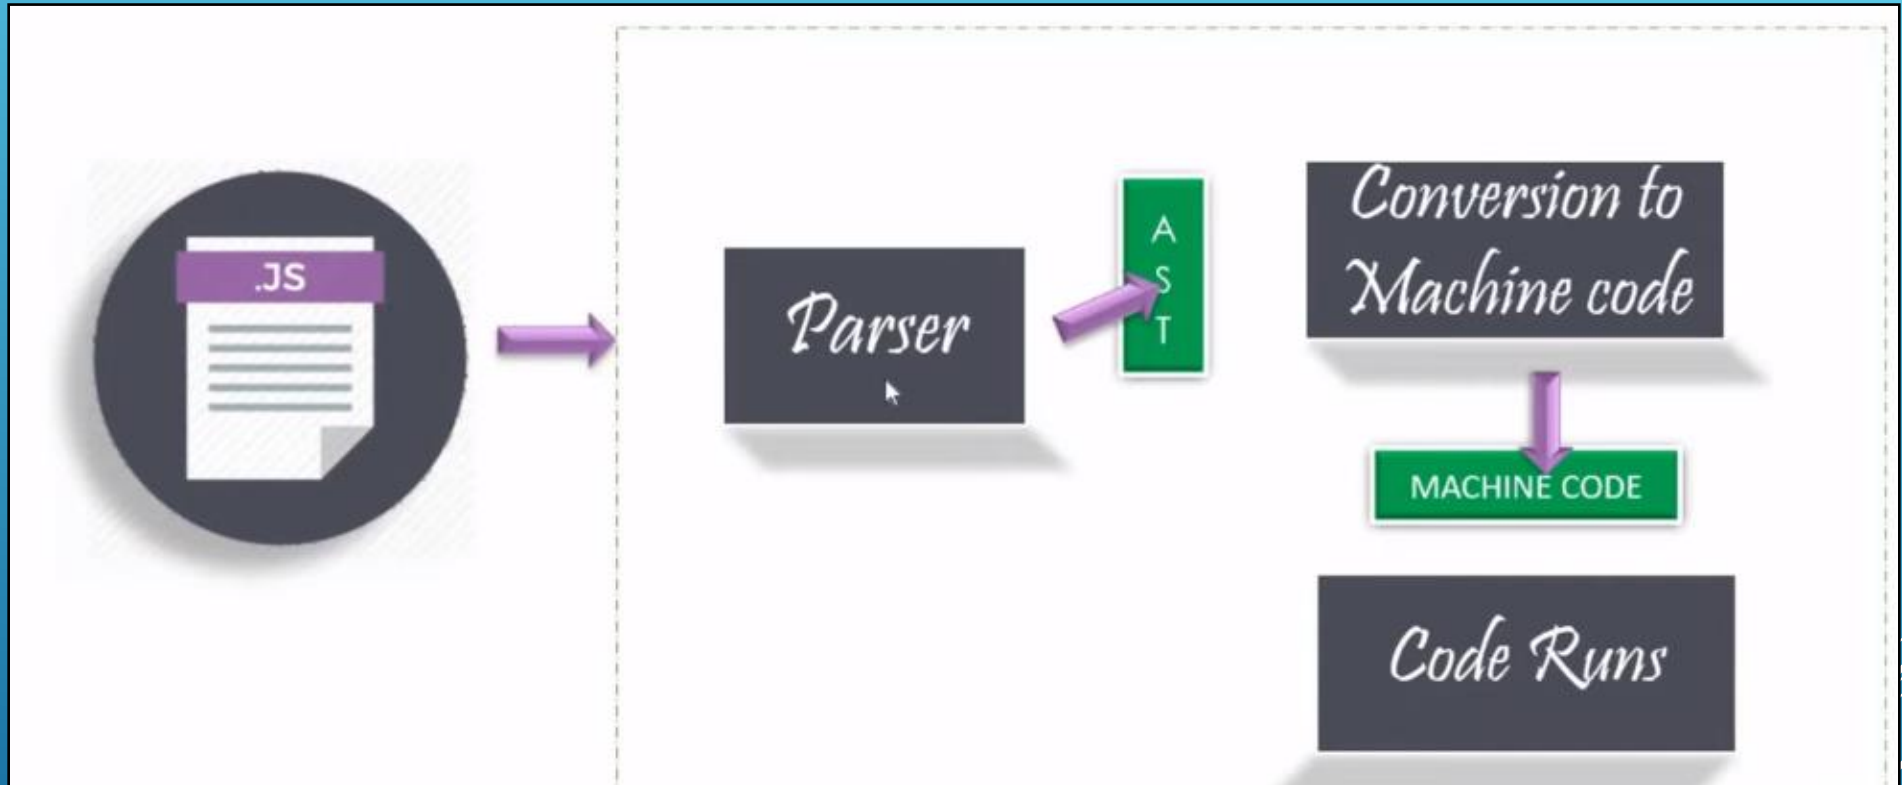 .JS
Parser
A
S
T
Conversion to
Machine code
MACHINE CODE
Code Runs